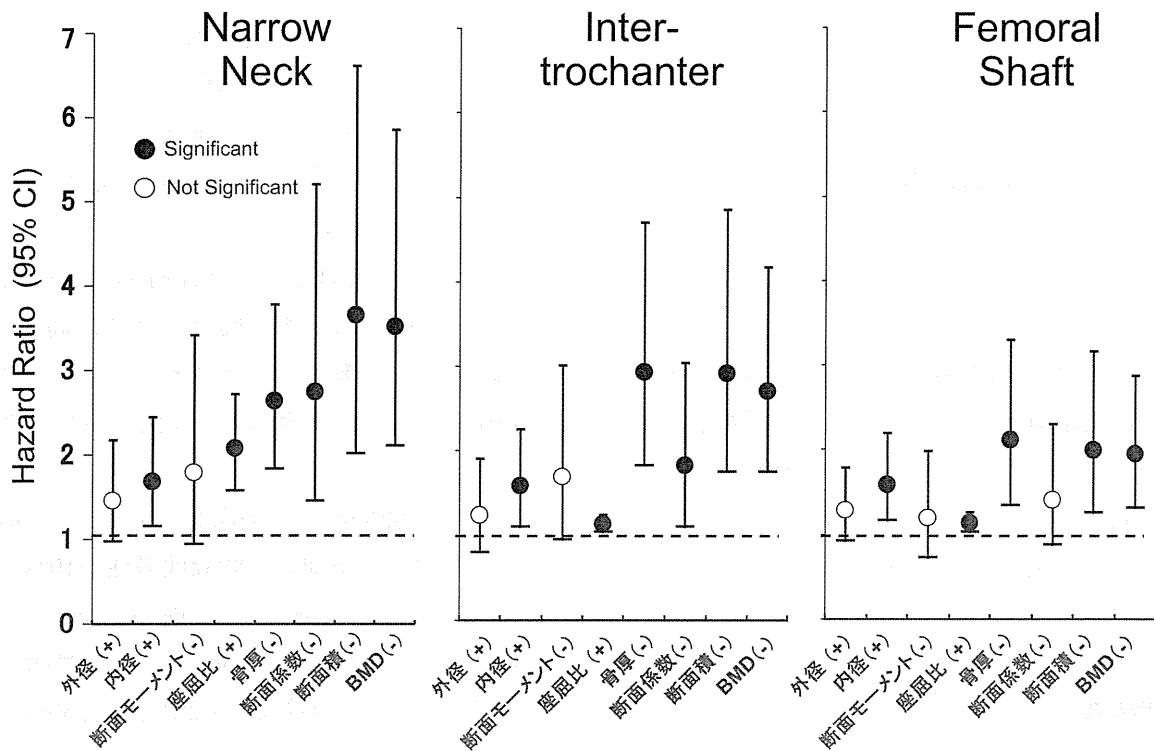 Narrow
Neck
Inter-
trochanter
Femoral
Shaft
Hazard Ratio (95% CI)
7
6
5
4
3
2
1
0
Significant
Not Significant
外径 (+)
内径 (+)
断面モーメント (-)
座屈比 (+)
骨厚 (-)
断面係数 (-)
断面積 (-)
BMD (-)
外径 (+)
内径 (+)
断面モーメント (-)
座屈比 (+)
骨厚 (-)
断面係数 (-)
断面積 (-)
BMD (-)
外径 (+)
内径 (+)
断面モーメント (-)
座屈比 (+)
骨厚 (-)
断面係数 (-)
断面積 (-)
BMD (-)